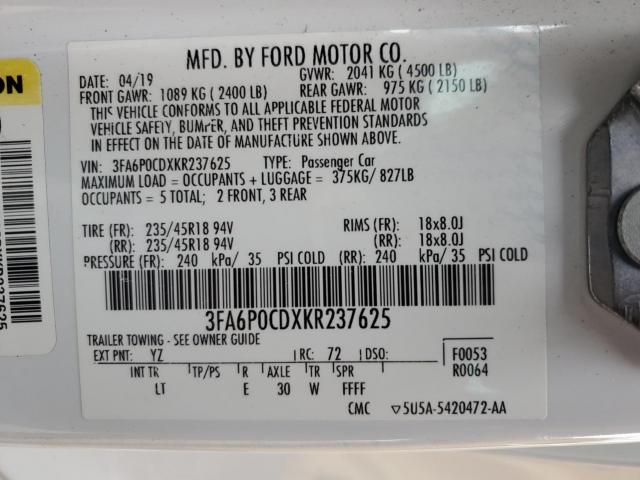 MFD. BY FORD MOTOR CO.
DATE: 04/19 GVWR: 2041 KG ( 4500 LB)
FRONT GAWR: 1089 KG ( 2400 LB) REAR GAWR: 975 KG ( 2150 LB)
THIS VEHICLE CONFORMS TO ALL APPLICABLE FEDERAL MOTOR
VEHICLE SAFETY, BUMPER, AND THEFT PREVENTION STANDARDS
IN EFFECT ON THE DATE OF MANUFACTURE SHOWN ABOVE.
VIN: 3FA6P0CDXKR237625 TYPE: Passenger Car
MAXIMUM LOAD = OCCUPANTS + LUGGAGE = 375KG/ 827LB
OCCUPANTS = 5 TOTAL; 2 FRONT, 3 REAR
TIRE (FR): 235/45R18 94V RIMS (FR): 18x8.0J
(RR): 235/45R18 94V (RR): 18x8.0J
PRESSURE (FR): 240 kPa/ 35 PSI COLD (RR): 240 kPa/ 35 PSI COLD
3FA6P0CDXKR237625
TRAILER TOWING - SEE OWNER GUIDE
EXT PNT: YZ RC: 72 DSO: F0053
INT TR TP/PS R AXLE TR SPR R0064
LT E 30 W FFFF
CMC ▽5U5A-5420472-AA